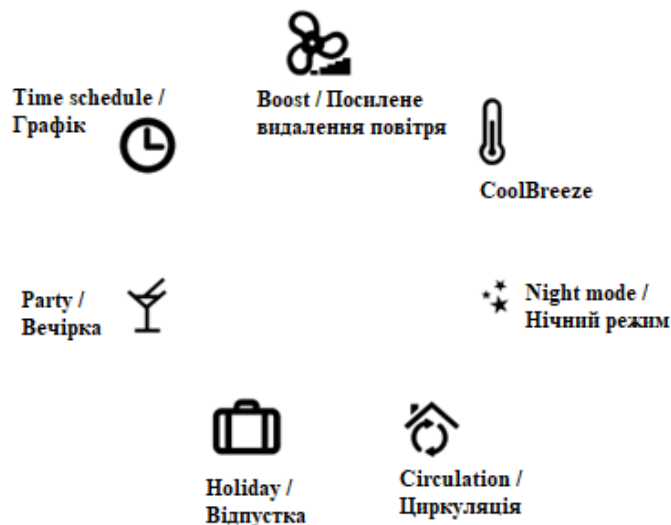 Boost / Посилене
видалення повітря
Time schedule /
Графік
CoolBreeze
Party /
Вечірка
Night mode /
Нічний режим
Holiday /
Відпустка
Circulation /
Циркуляція